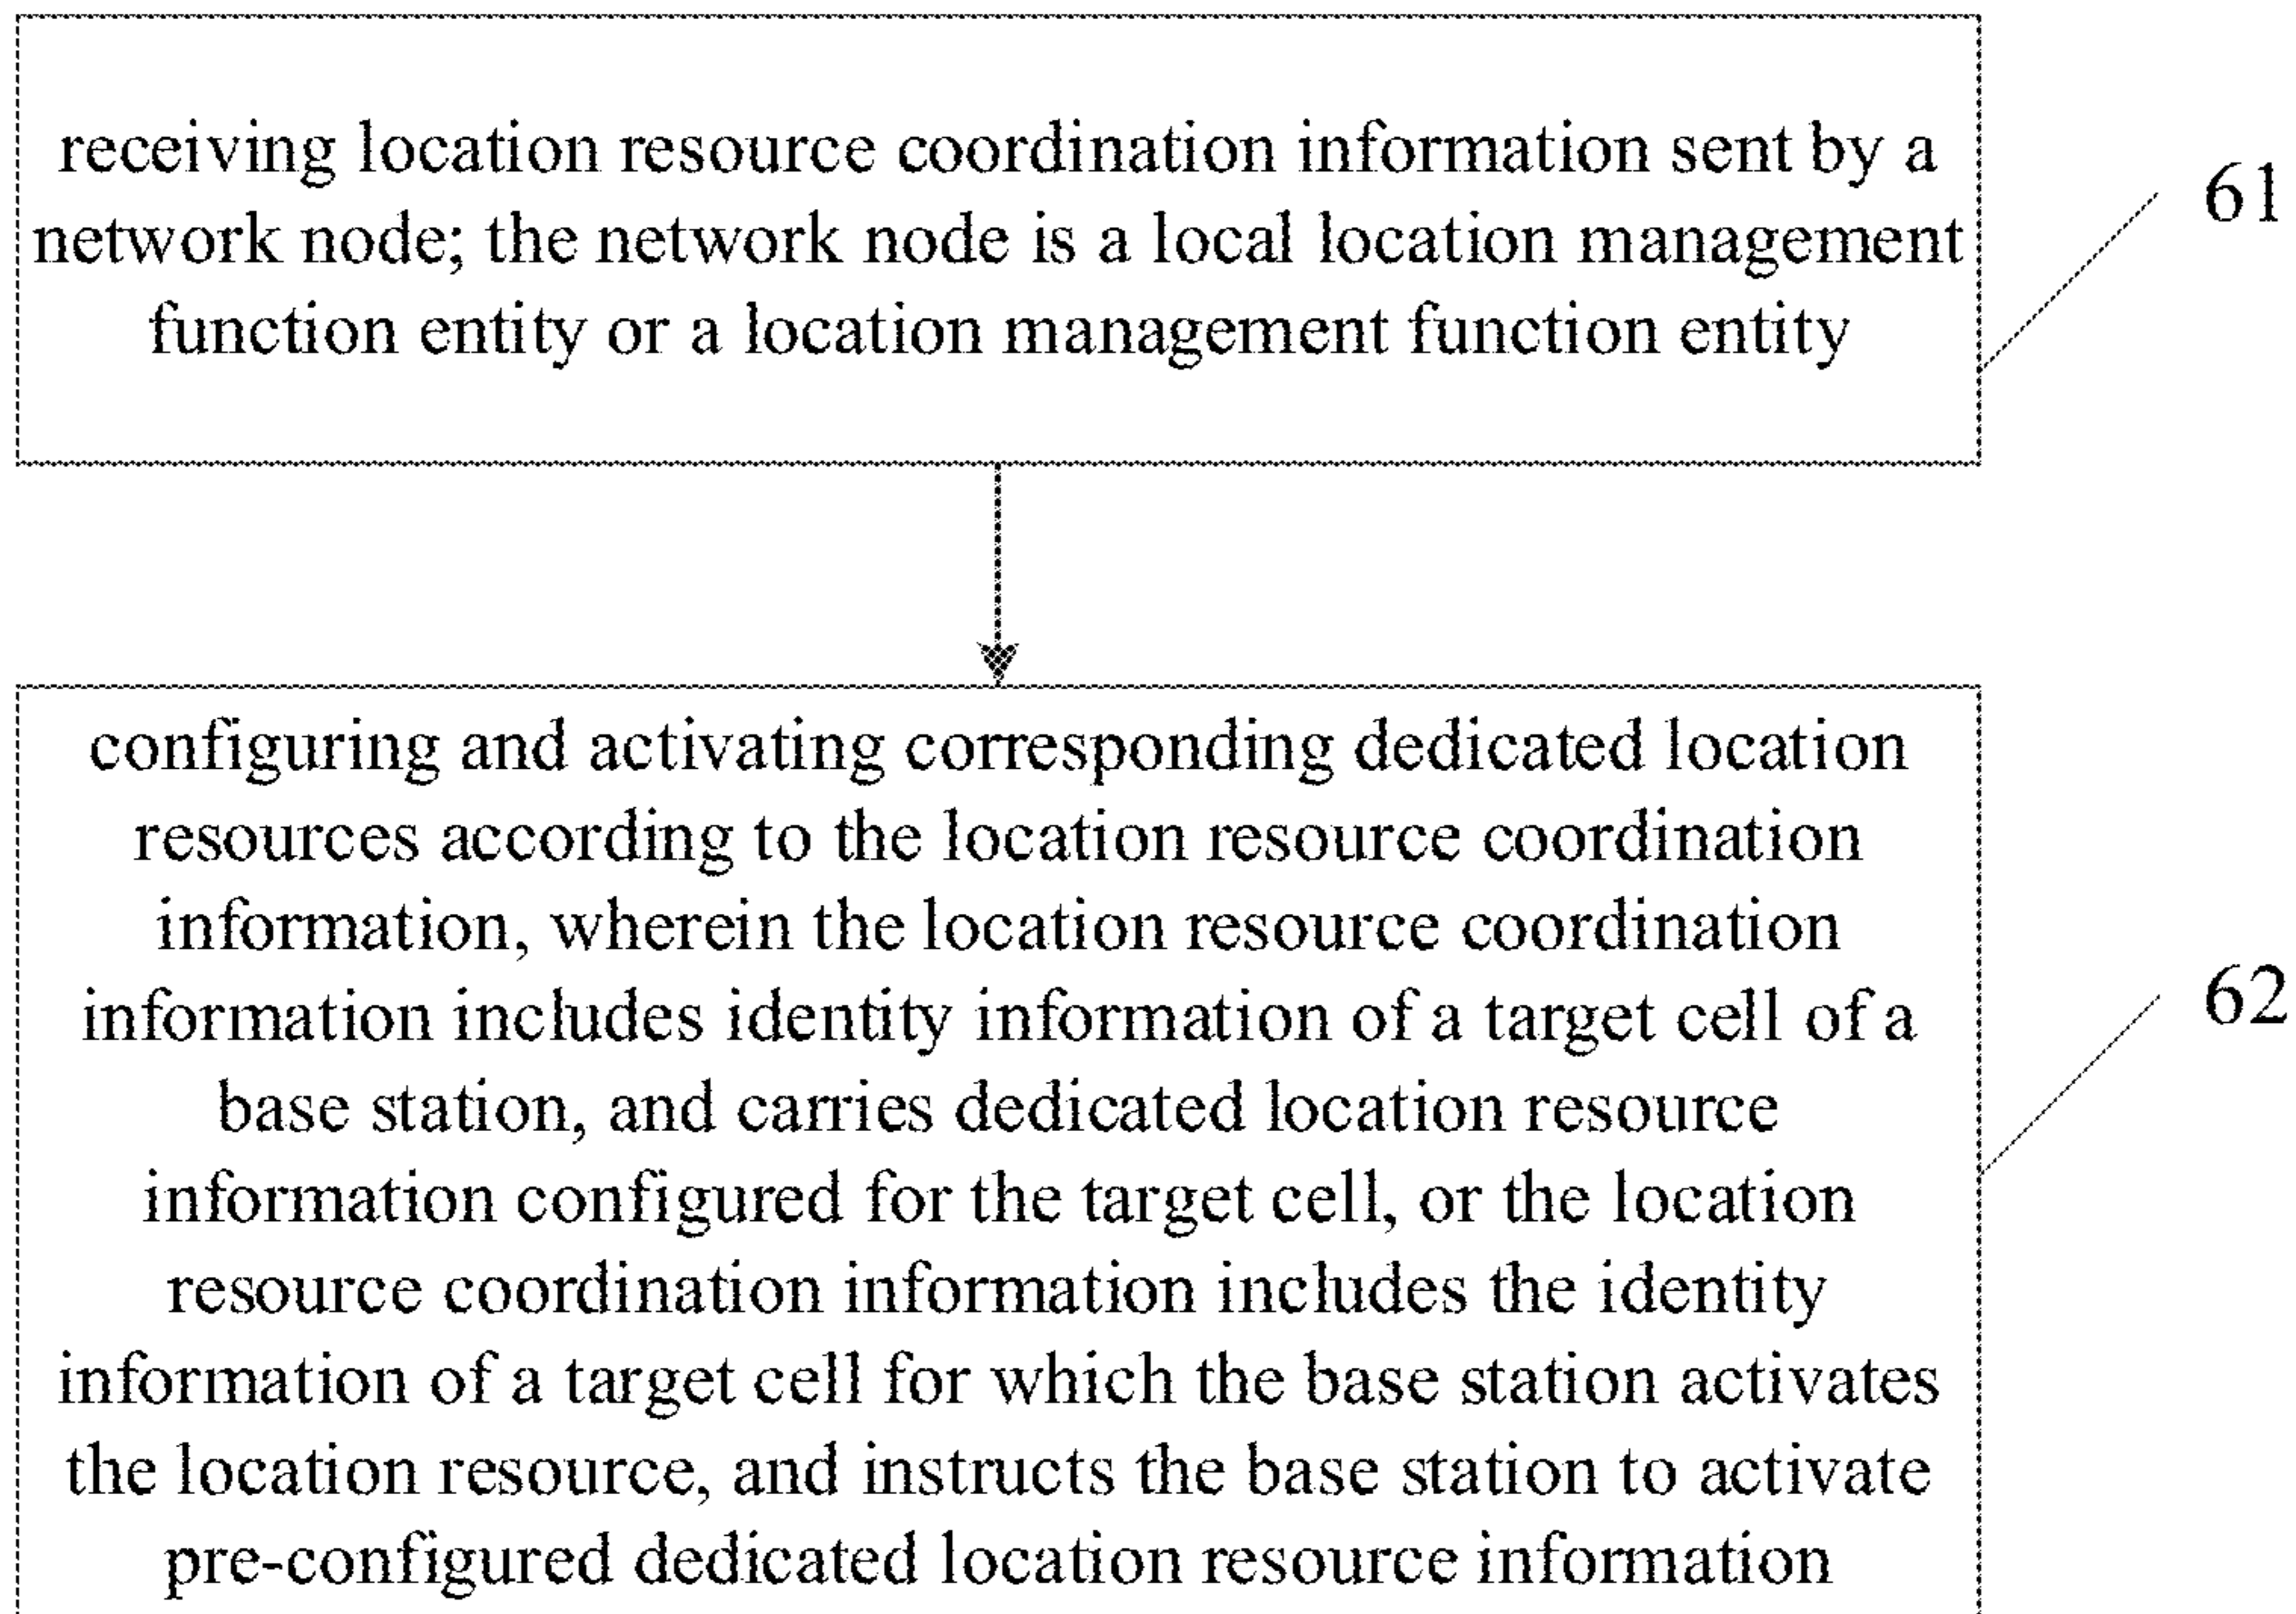 receiving location resource coordination information sent by a
network node; the network node is a local location management
function entity or a location management function entity
61
configuring and activating corresponding dedicated location
resources according to the location resource coordination
information, wherein the location resource coordination
information includes identity information of a target cell of a
base station, and carries dedicated location resource
information configured for the target cell, or the location
resource coordination information includes the identity
information of a target cell for which the base station activates
the location resource, and instructs the base station to activate
pre-configured dedicated location resource information
62